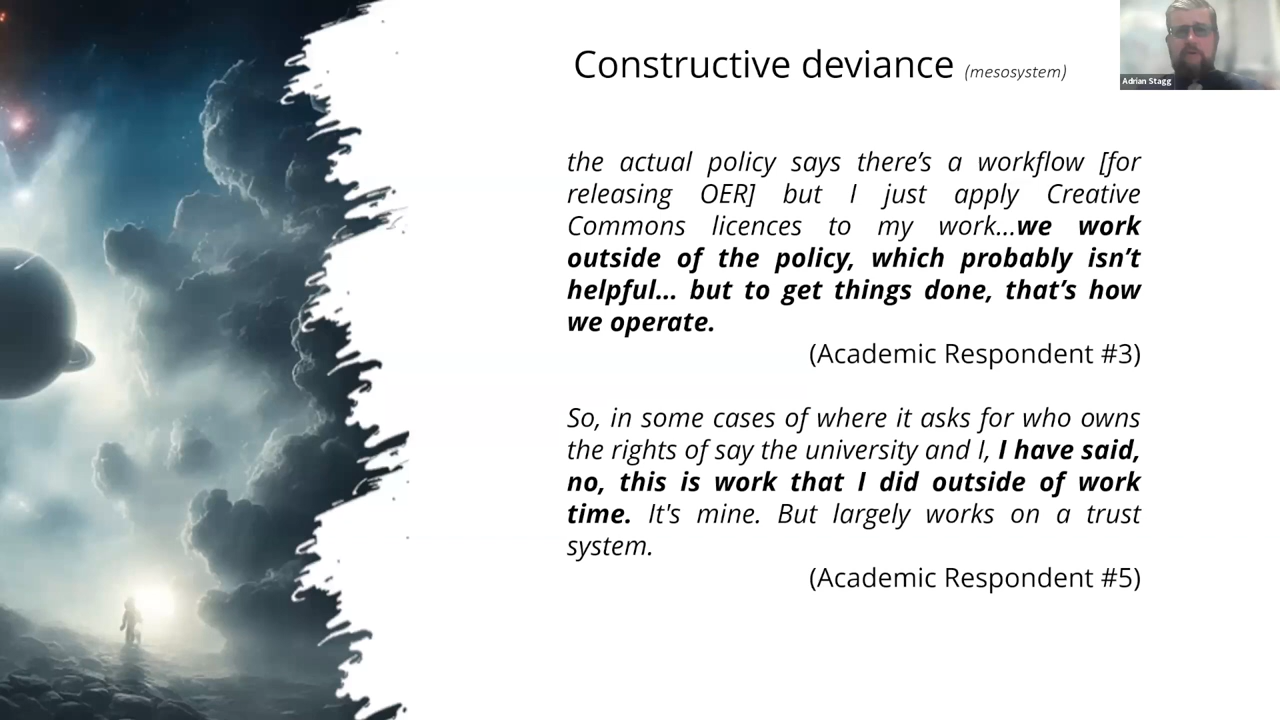 Constructive deviance (mesosystem)
Adrian Stagg
the actual policy says there’s a workflow [for
releasing OER] but I just apply Creative
Commons licences to my work...we work
outside of the policy, which probably isn’t
helpful... but to get things done, that’s how
we operate.
(Academic Respondent #3)
So, in some cases of where it asks for who owns
the rights of say the university and I, I have said,
no, this is work that I did outside of work
time. It's mine. But largely works on a trust
system.
(Academic Respondent #5)